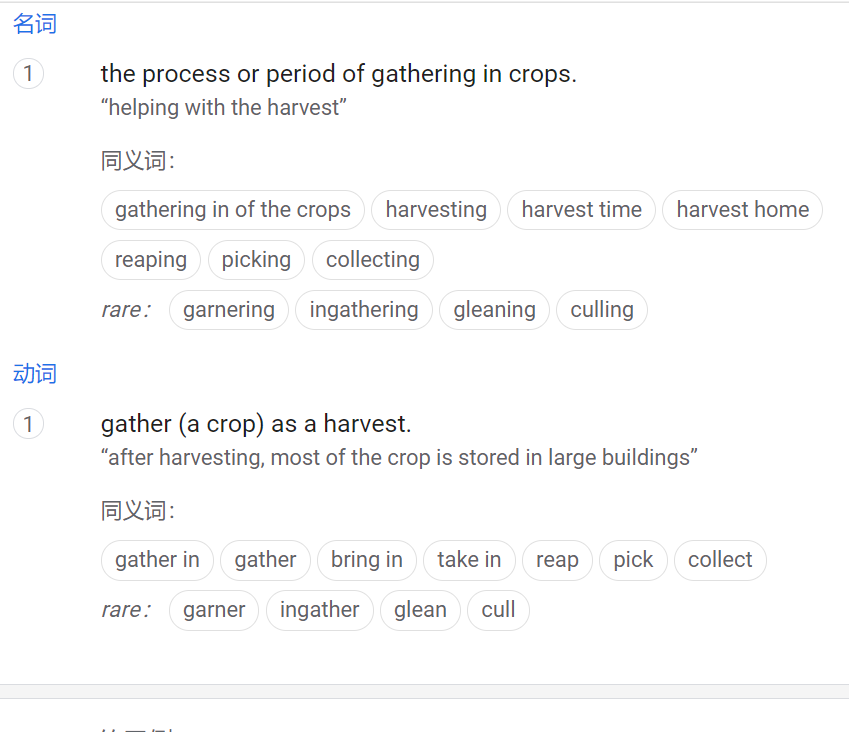 名词
1 the process or period of gathering in crops.
“helping with the harvest”
同义词：
gathering in of the crops harvesting harvest time harvest home
reaping picking collecting
rare： garnering ingathering gleaning culling
动词
1 gather (a crop) as a harvest.
“after harvesting, most of the crop is stored in large buildings”
同义词：
gather in gather bring in take in reap pick collect
rare： garner ingather glean cull